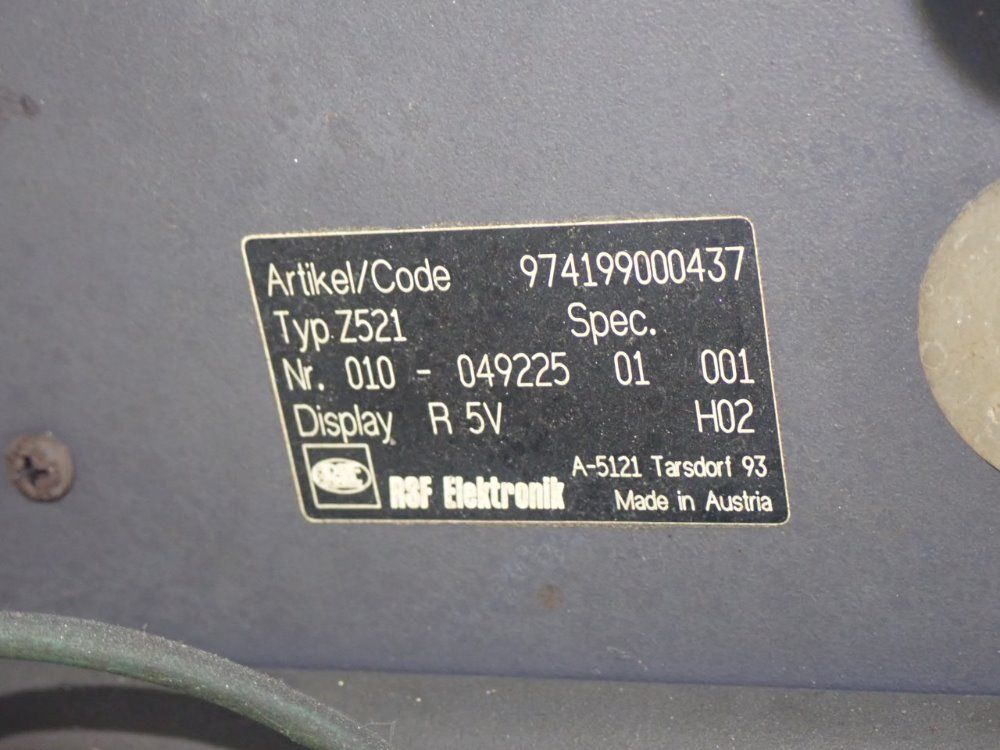 Artikel/Code 974199000437
Typ Z521 Spec.
Nr. 010 - 049225 01 001
Display R 5V H02
A-5121 Tarsdorf 93
RSF Elektronik Made in Austria